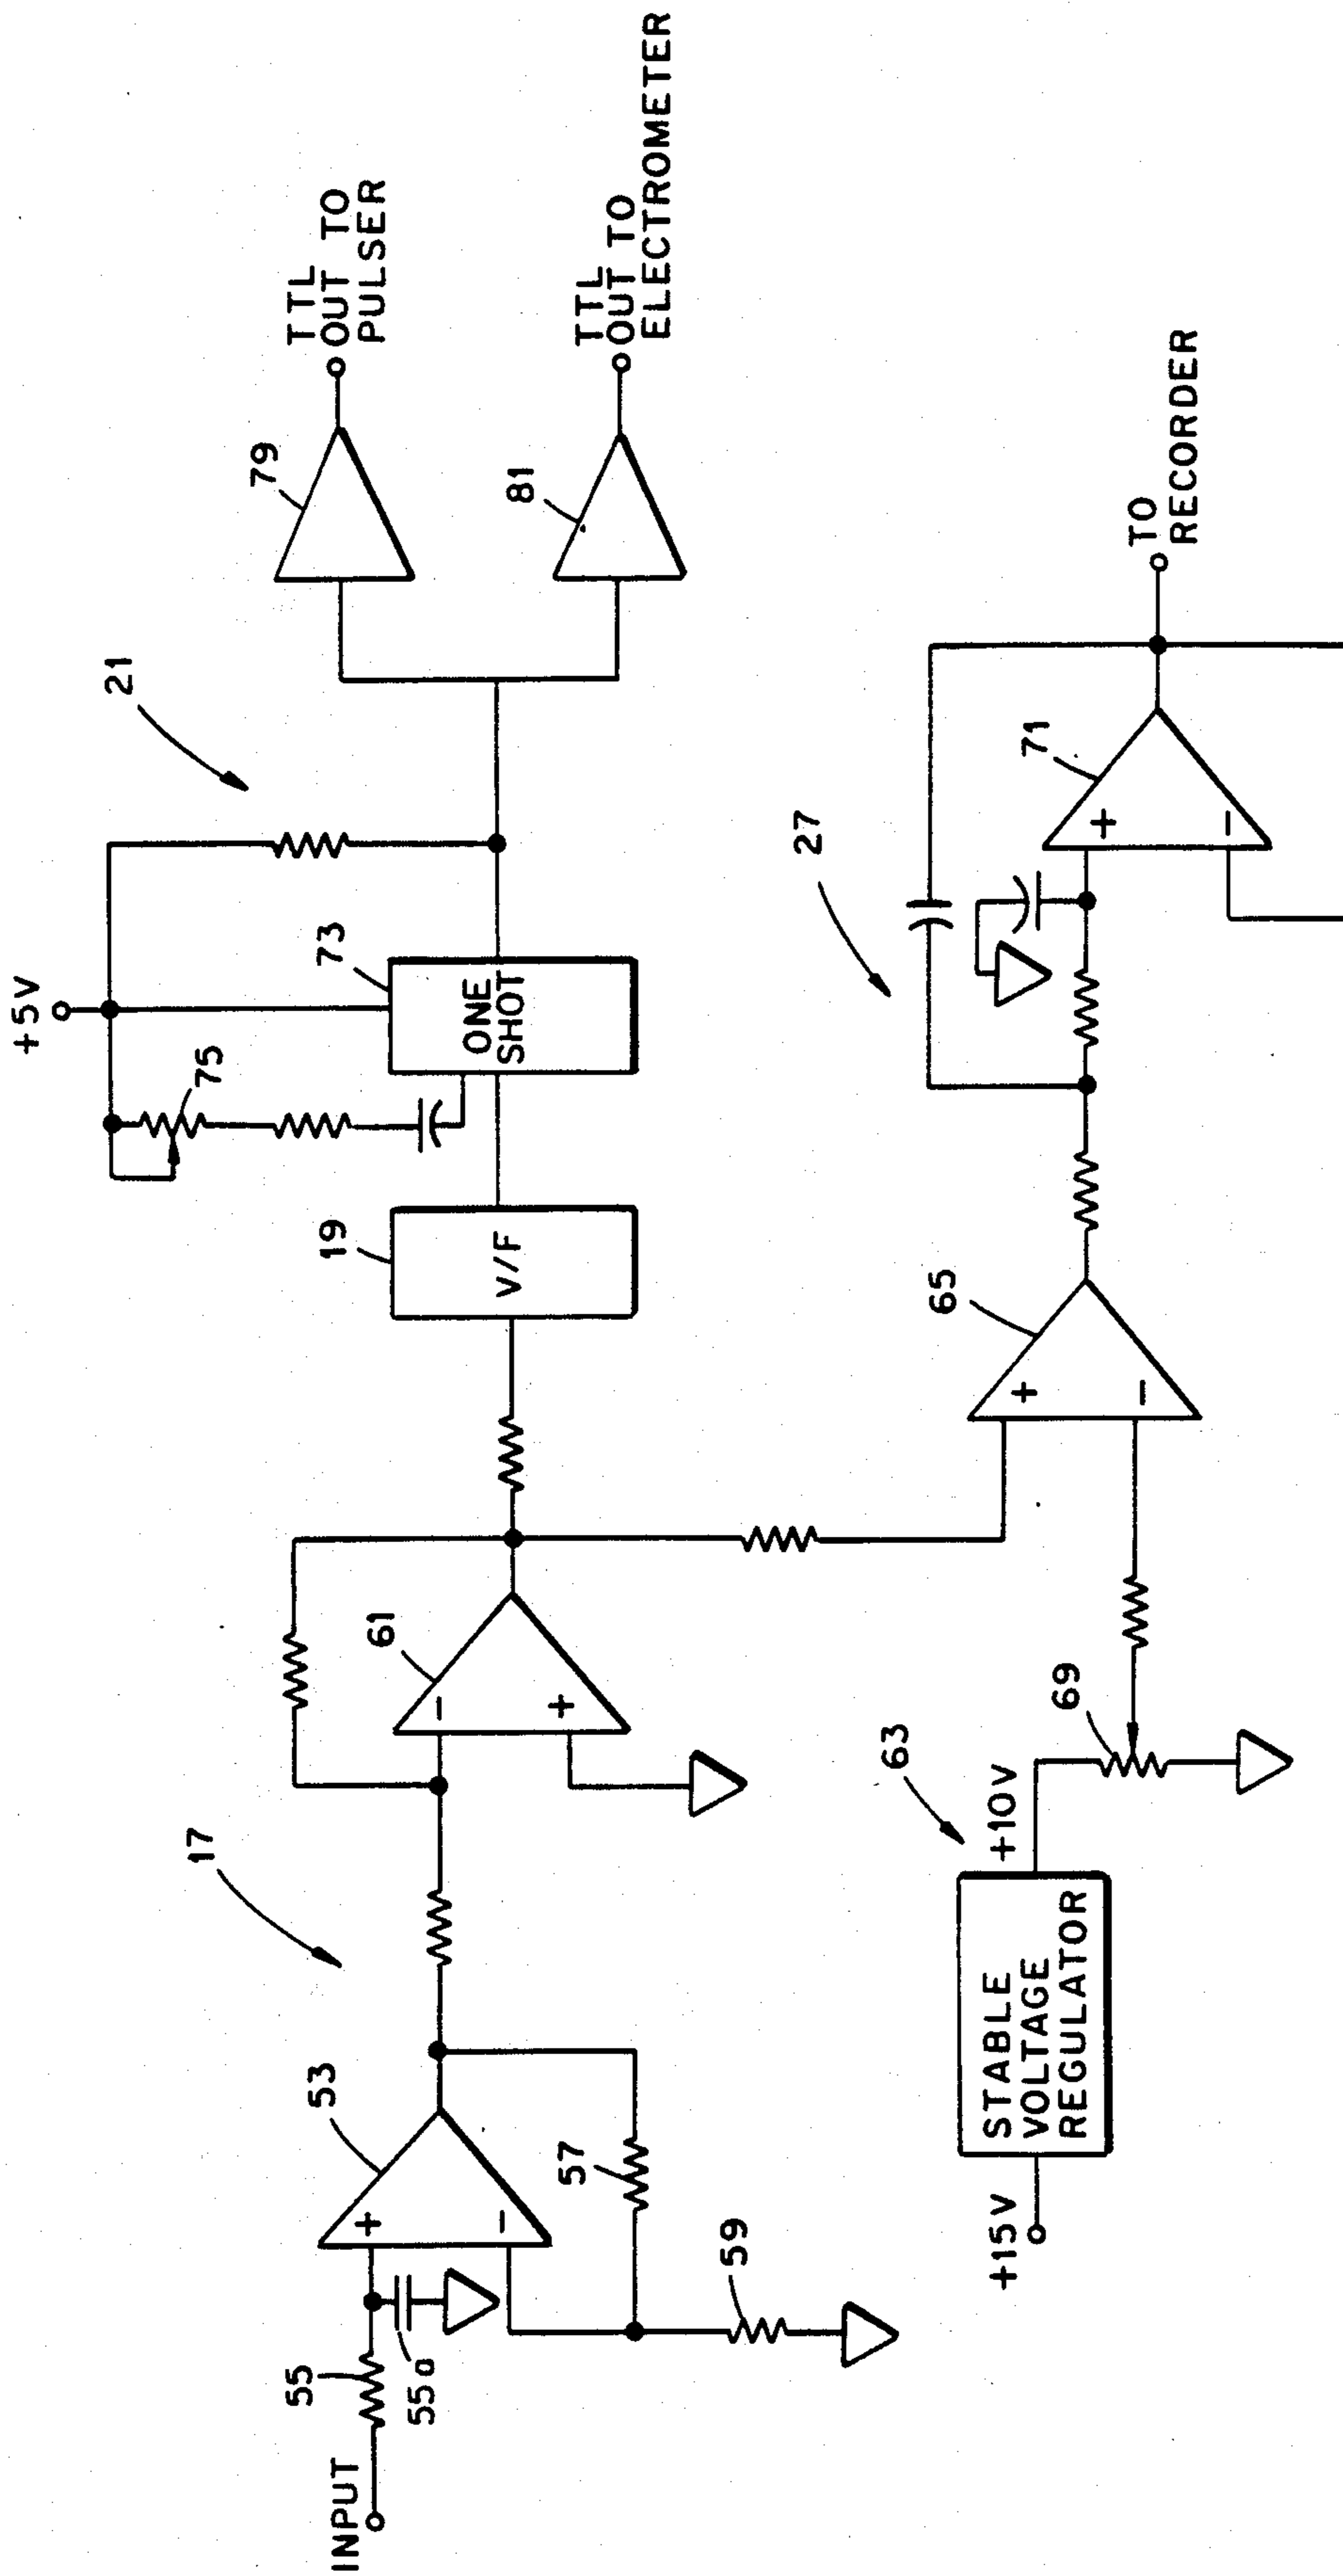 INPUT
55
55a
53
57
59
17
61
19
V/F
+5V
75
73
ONE
SHOT
21
79
TTL
OUT TO
PULSER
81
TTL
OUT TO
ELECTROMETER
+15V
STABLE
VOLTAGE
REGULATOR
+10V
63
69
65
27
71
TO
RECORDER
+
-
-
+
+
-
+
-